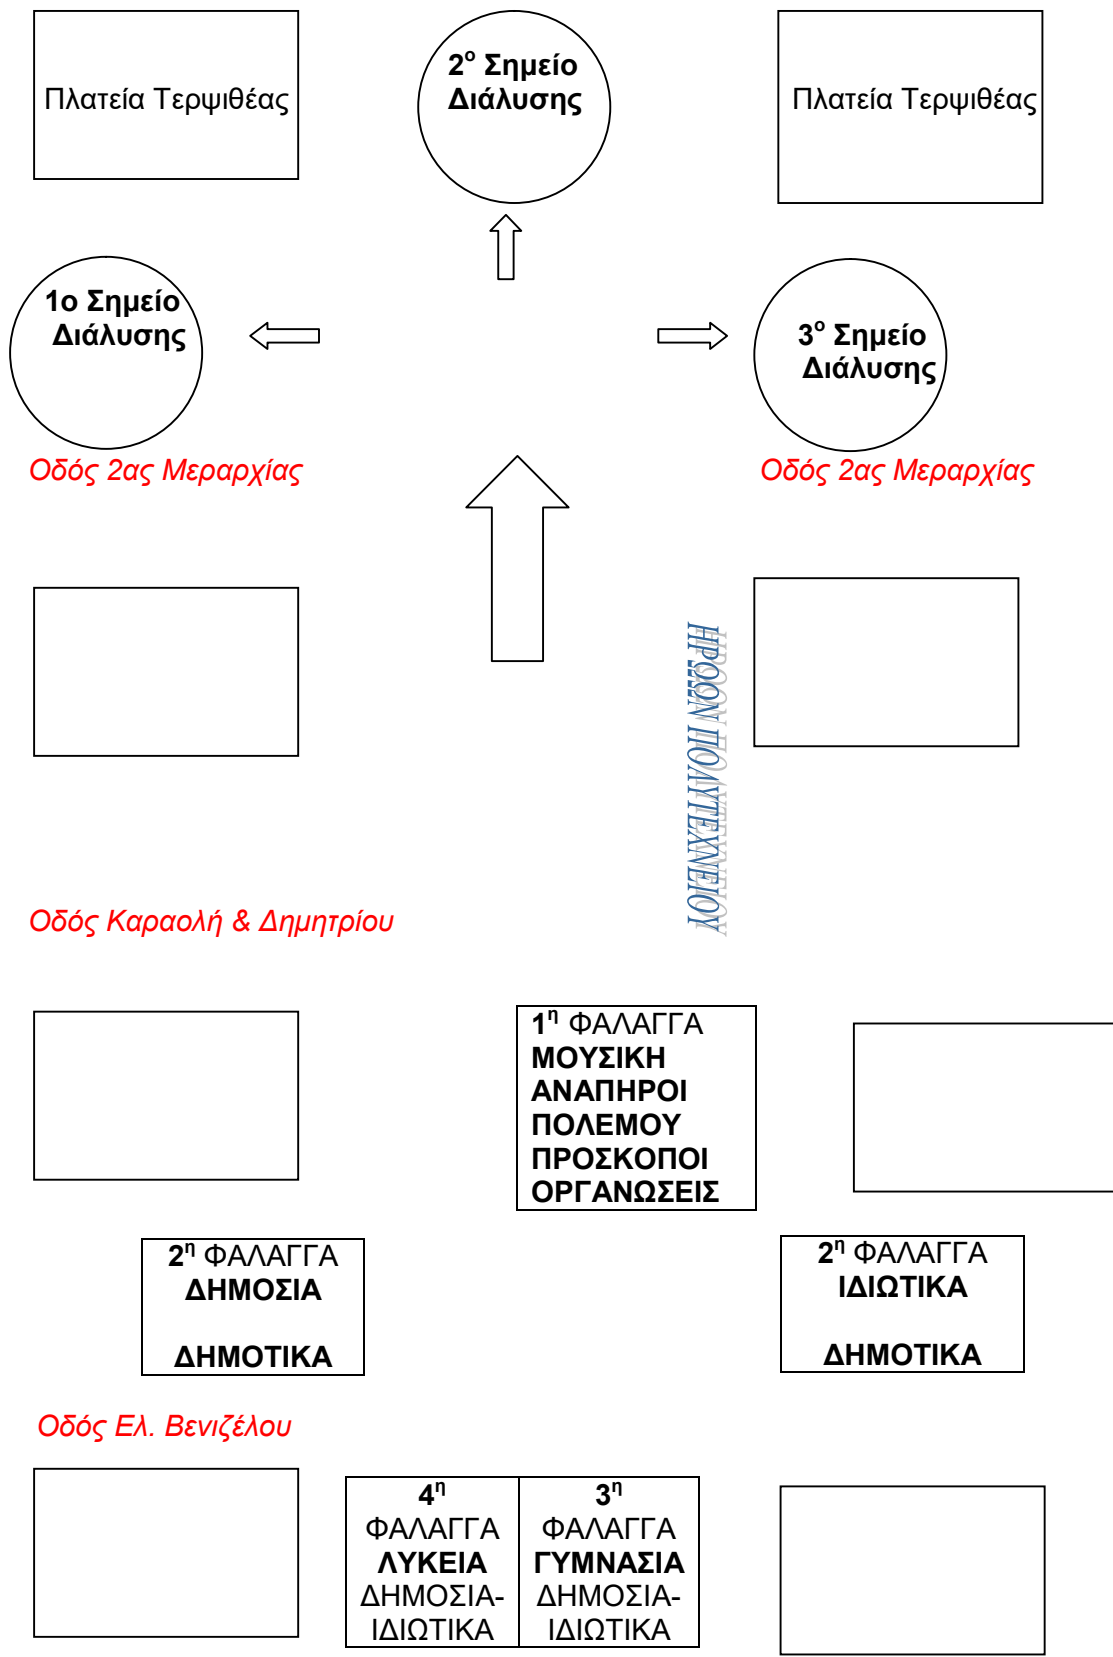 Πλατεία Τερψιθέας
2ο Σημείο
Διάλυσης
Πλατεία Τερψιθέας
1ο Σημείο
Διάλυσης
3ο Σημείο
Διάλυσης
Οδός 2ας Μεραρχίας
Οδός 2ας Μεραρχίας
ΗΡΩΩΝ ΠΟΛΥΤΕΧΝΕΙΟΥ
Οδός Καραολή & Δημητρίου
1η ΦΑΛΑΓΓΑ
ΜΟΥΣΙΚΗ
ΑΝΑΠΗΡΟΙ
ΠΟΛΕΜΟΥ
ΠΡΟΣΚΟΠΟΙ
ΟΡΓΑΝΩΣΕΙΣ
2η ΦΑΛΑΓΓΑ
ΔΗΜΟΣΙΑ
ΔΗΜΟΤΙΚΑ
2η ΦΑΛΑΓΓΑ
ΙΔΙΩΤΙΚΑ
ΔΗΜΟΤΙΚΑ
Οδός Ελ. Βενιζέλου
4η
ΦΑΛΑΓΓΑ
ΛΥΚΕΙΑ
ΔΗΜΟΣΙΑ-
ΙΔΙΩΤΙΚΑ
3η
ΦΑΛΑΓΓΑ
ΓΥΜΝΑΣΙΑ
ΔΗΜΟΣΙΑ-
ΙΔΙΩΤΙΚΑ